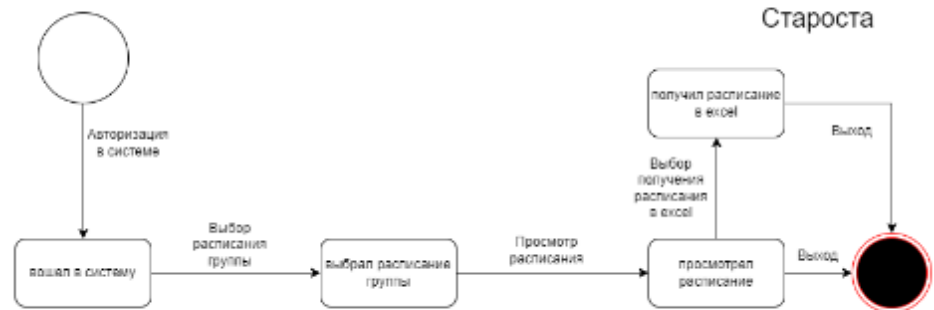 Староста
получил расписание
в excel
Авторизация
в системе
Выход
Выбор
получения
расписания
в excel
Выбор
расписания
группы
Просмотр
расписания
Выход
вошел в систему
выбрал расписание
группы
просмотрел
расписание